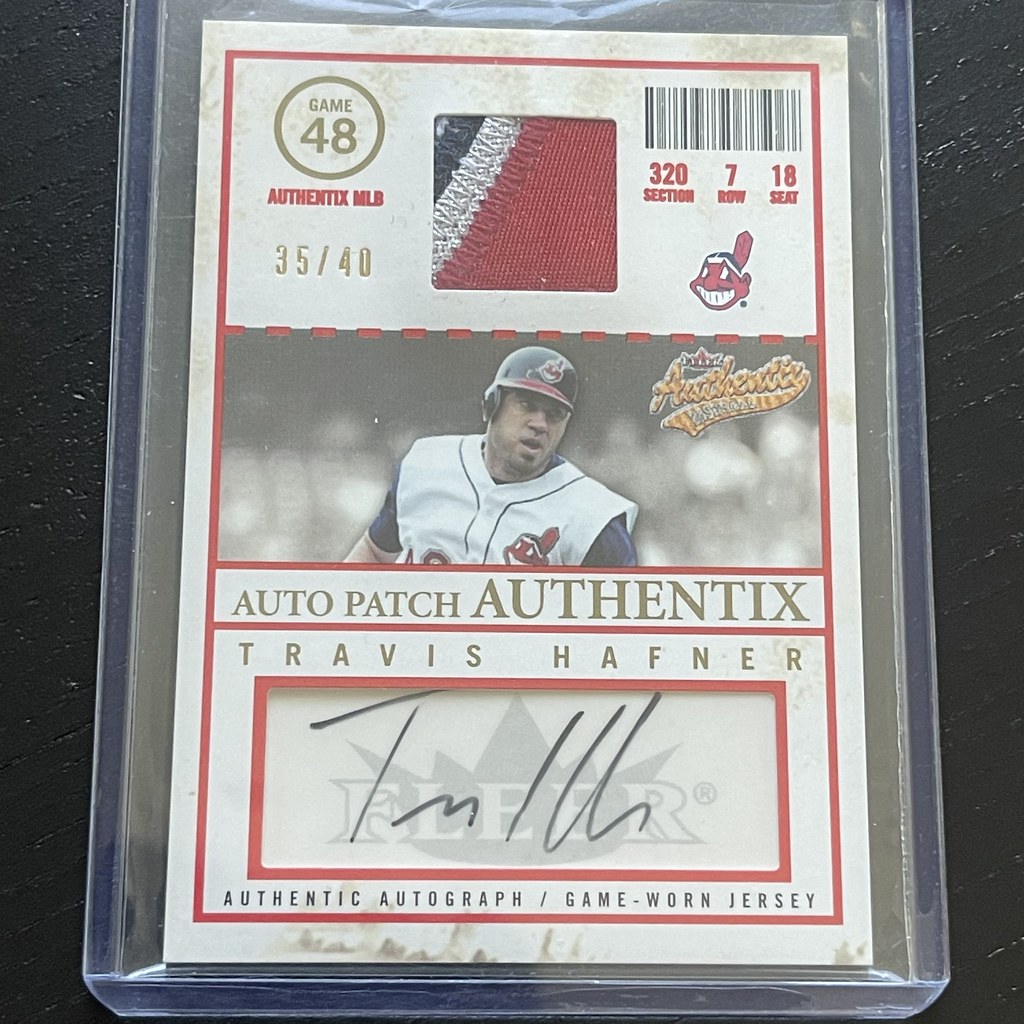 GAME
48
AUTHENTIX MLB
35/40
320 7 18
SECTION ROW SEAT
FLEER
Authentix
AUTO PATCH AUTHENTIX
TRAVIS HAFNER
FLEER®
AUTHENTIC AUTOGRAPH / GAME-WORN JERSEY